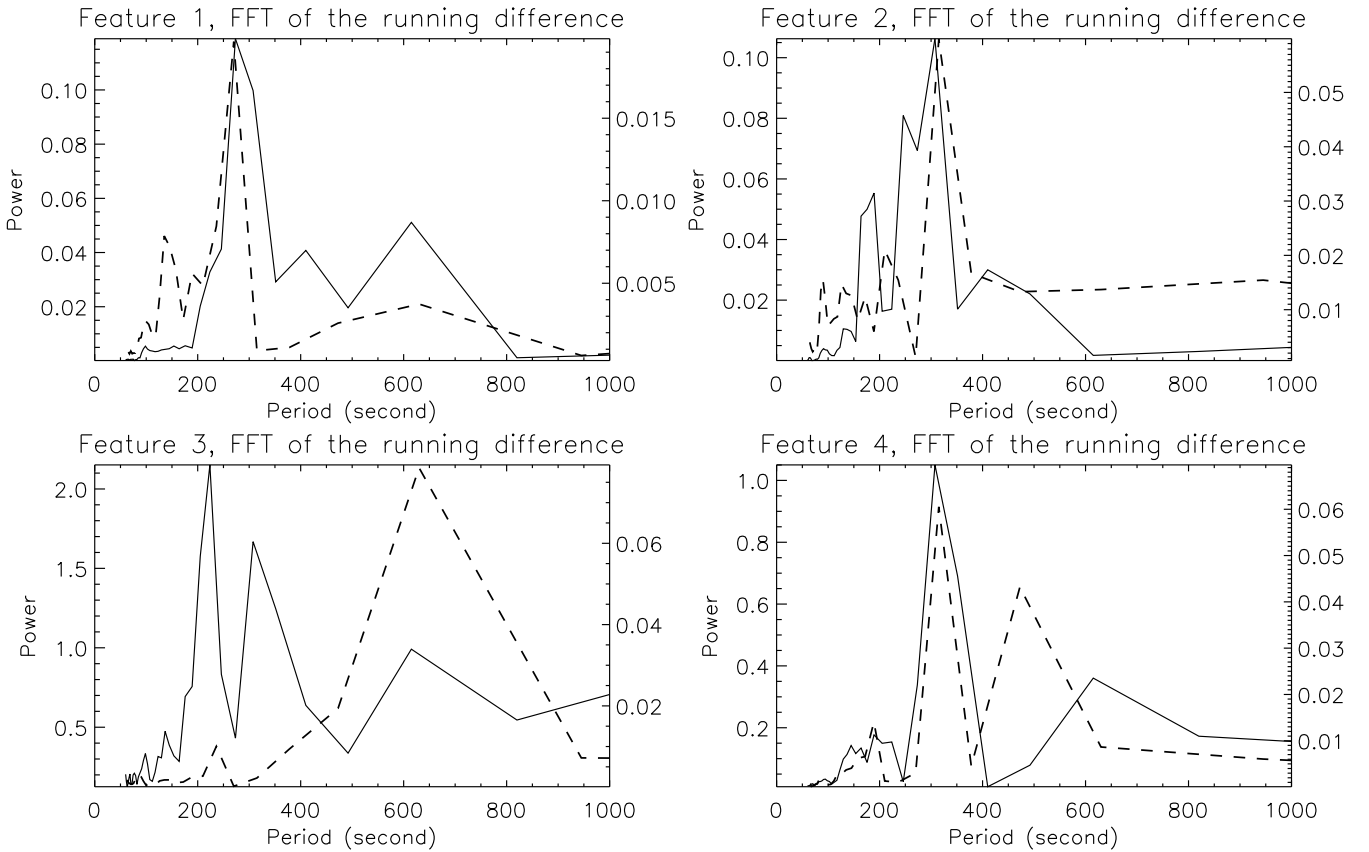 Feature 1, FFT of the running difference
Feature 2, FFT of the running difference
0.10
0.08
0.06
0.04
0.02
Power
0.015
0.010
0.005
0 200 400 600 800 1000
Period (second)
0.10
0.08
0.06
0.04
0.02
Power
0.05
0.04
0.03
0.02
0.01
0 200 400 600 800 1000
Period (second)
Feature 3, FFT of the running difference
Feature 4, FFT of the running difference
2.0
1.5
1.0
0.5
Power
0.06
0.04
0.02
0 200 400 600 800 1000
Period (second)
1.0
0.8
0.6
0.4
0.2
Power
0.06
0.05
0.04
0.03
0.02
0.01
0 200 400 600 800 1000
Period (second)